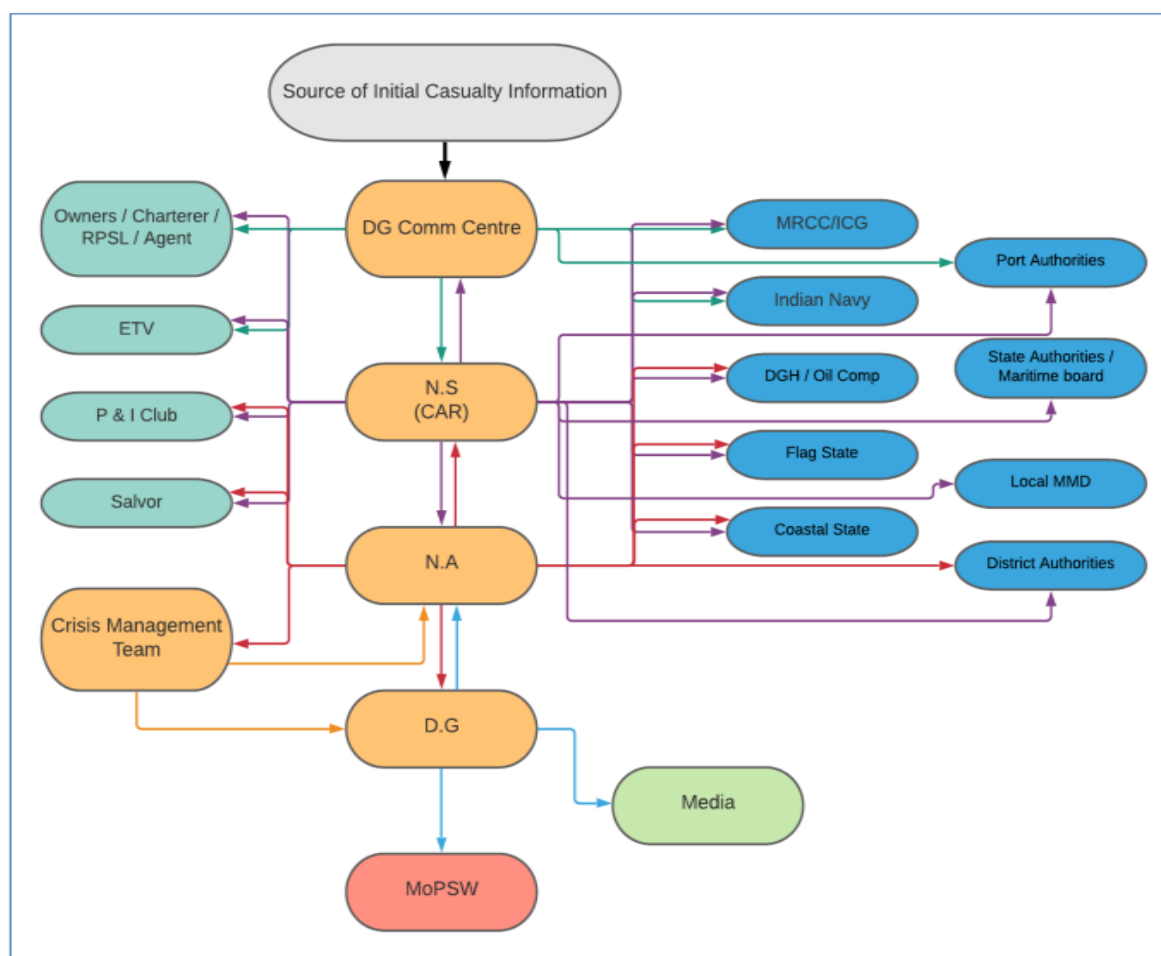 Source of Initial Casualty Information
Owners / Charterer /
RPSL / Agent
DG Comm Centre
MRCC/ICG
Port Authorities
ETV
Indian Navy
State Authorities /
Maritime board
P & I Club
N.S
(CAR)
DGH / Oil Comp
Flag State
Salvor
Local MMD
Coastal State
N.A
District Authorities
Crisis Management
Team
D.G
Media
MoPSW